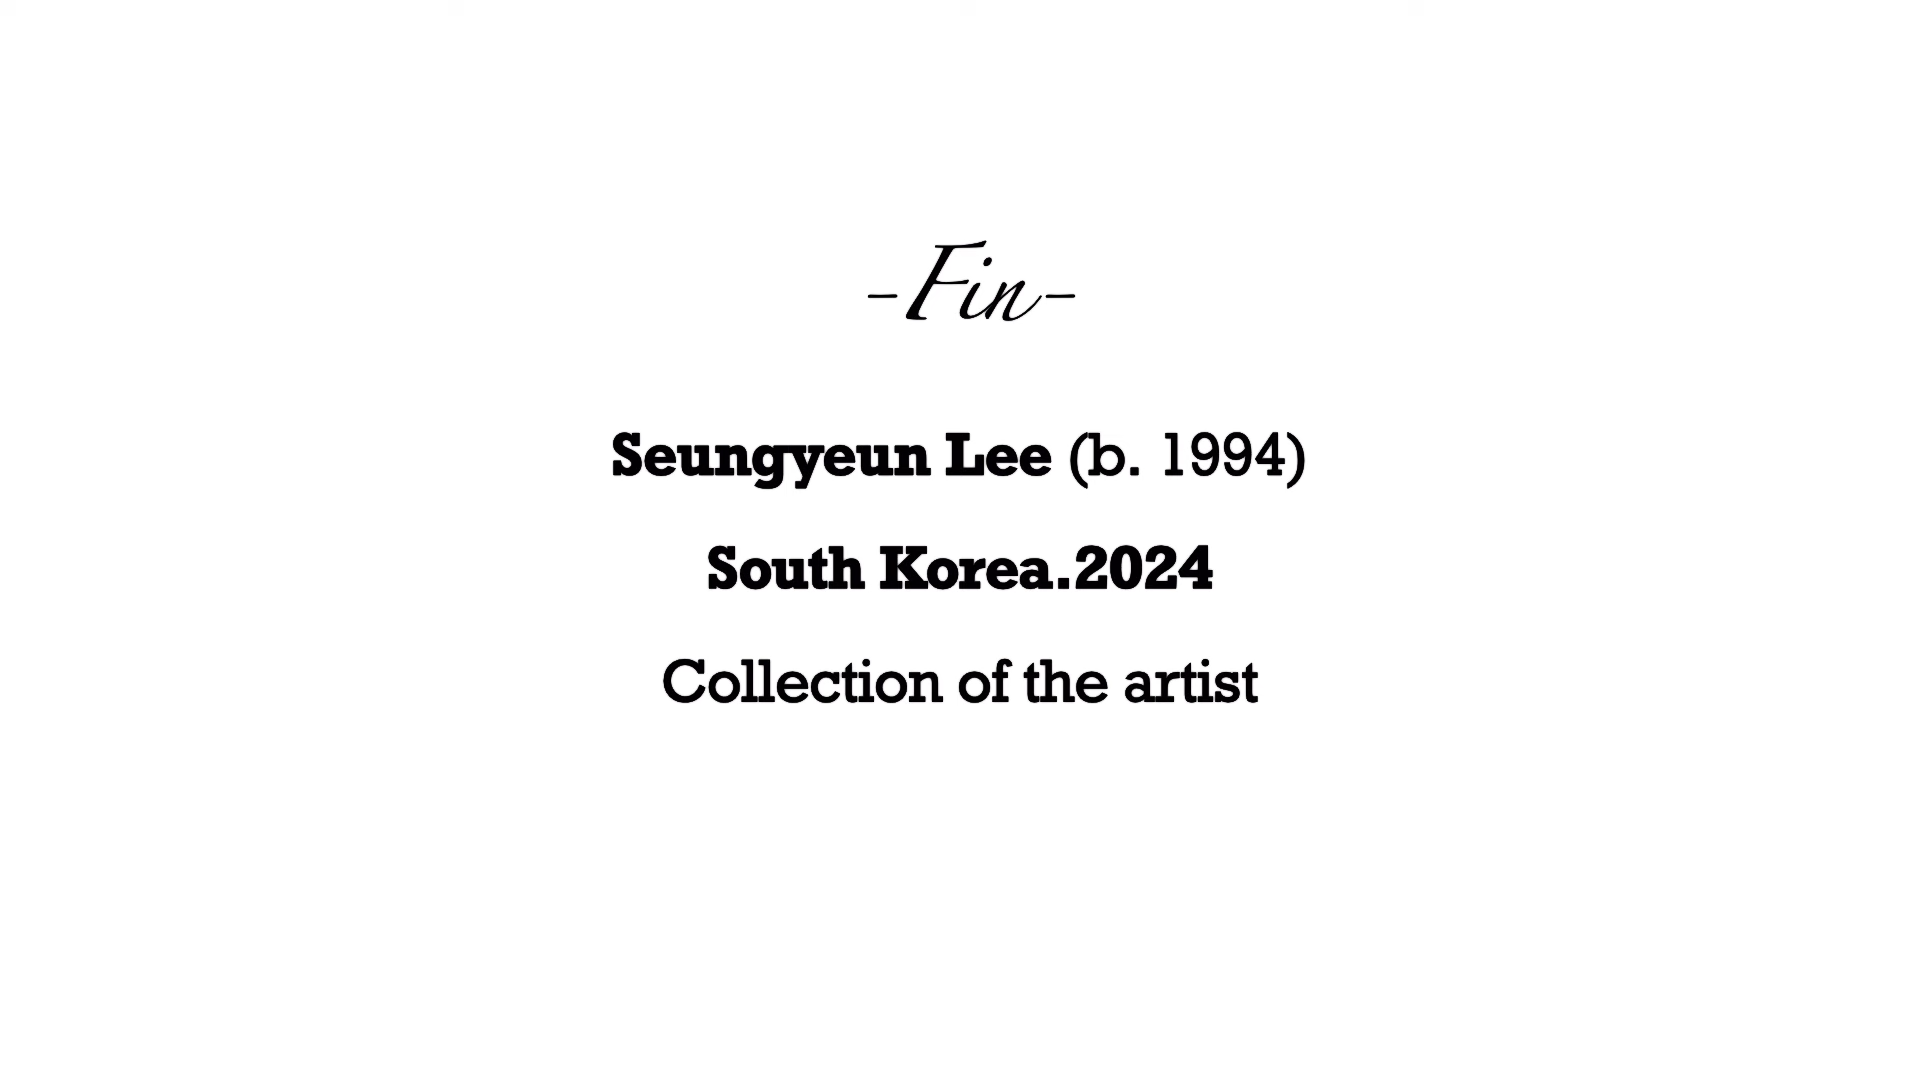 -Fin-
Seungyeun Lee (b. 1994)
South Korea.2024
Collection of the artist